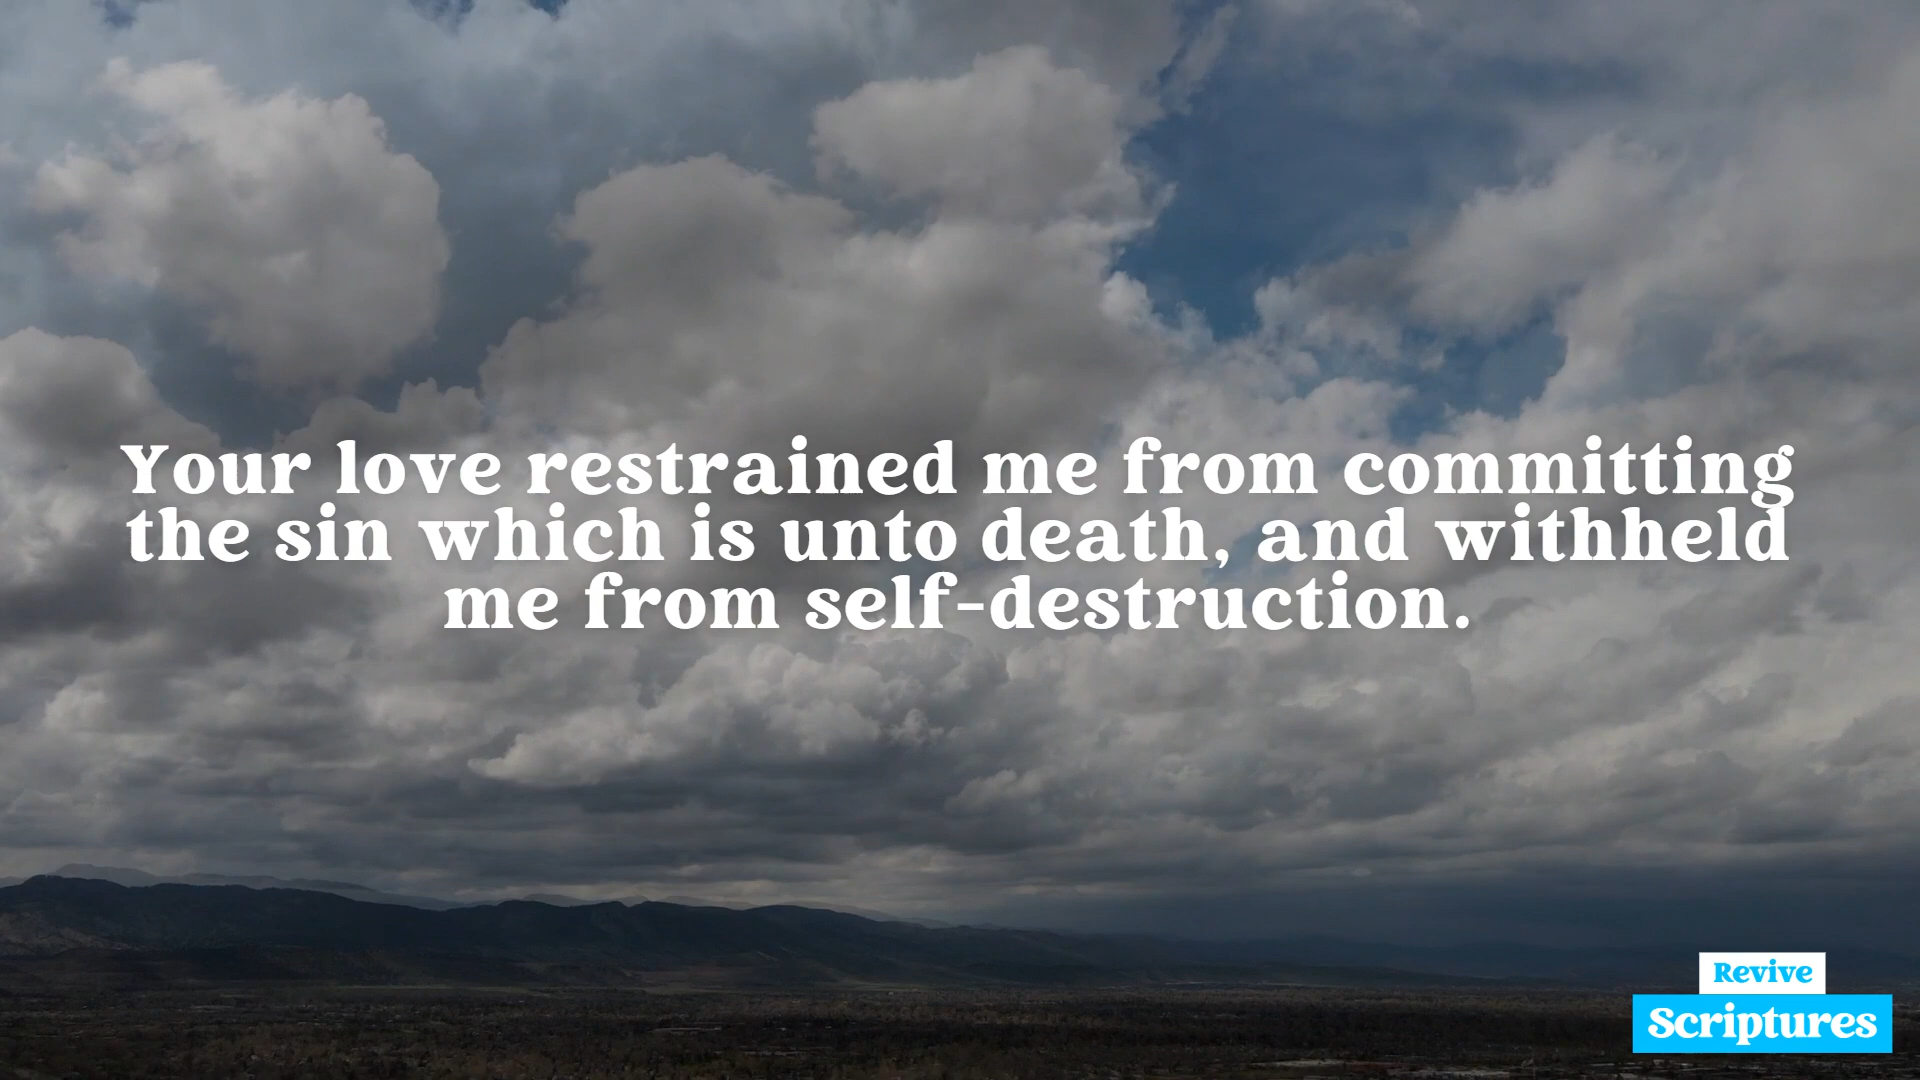 Your love restrained me from committing
the sin which is unto death, and withheld
me from self-destruction.
Revive
Scriptures